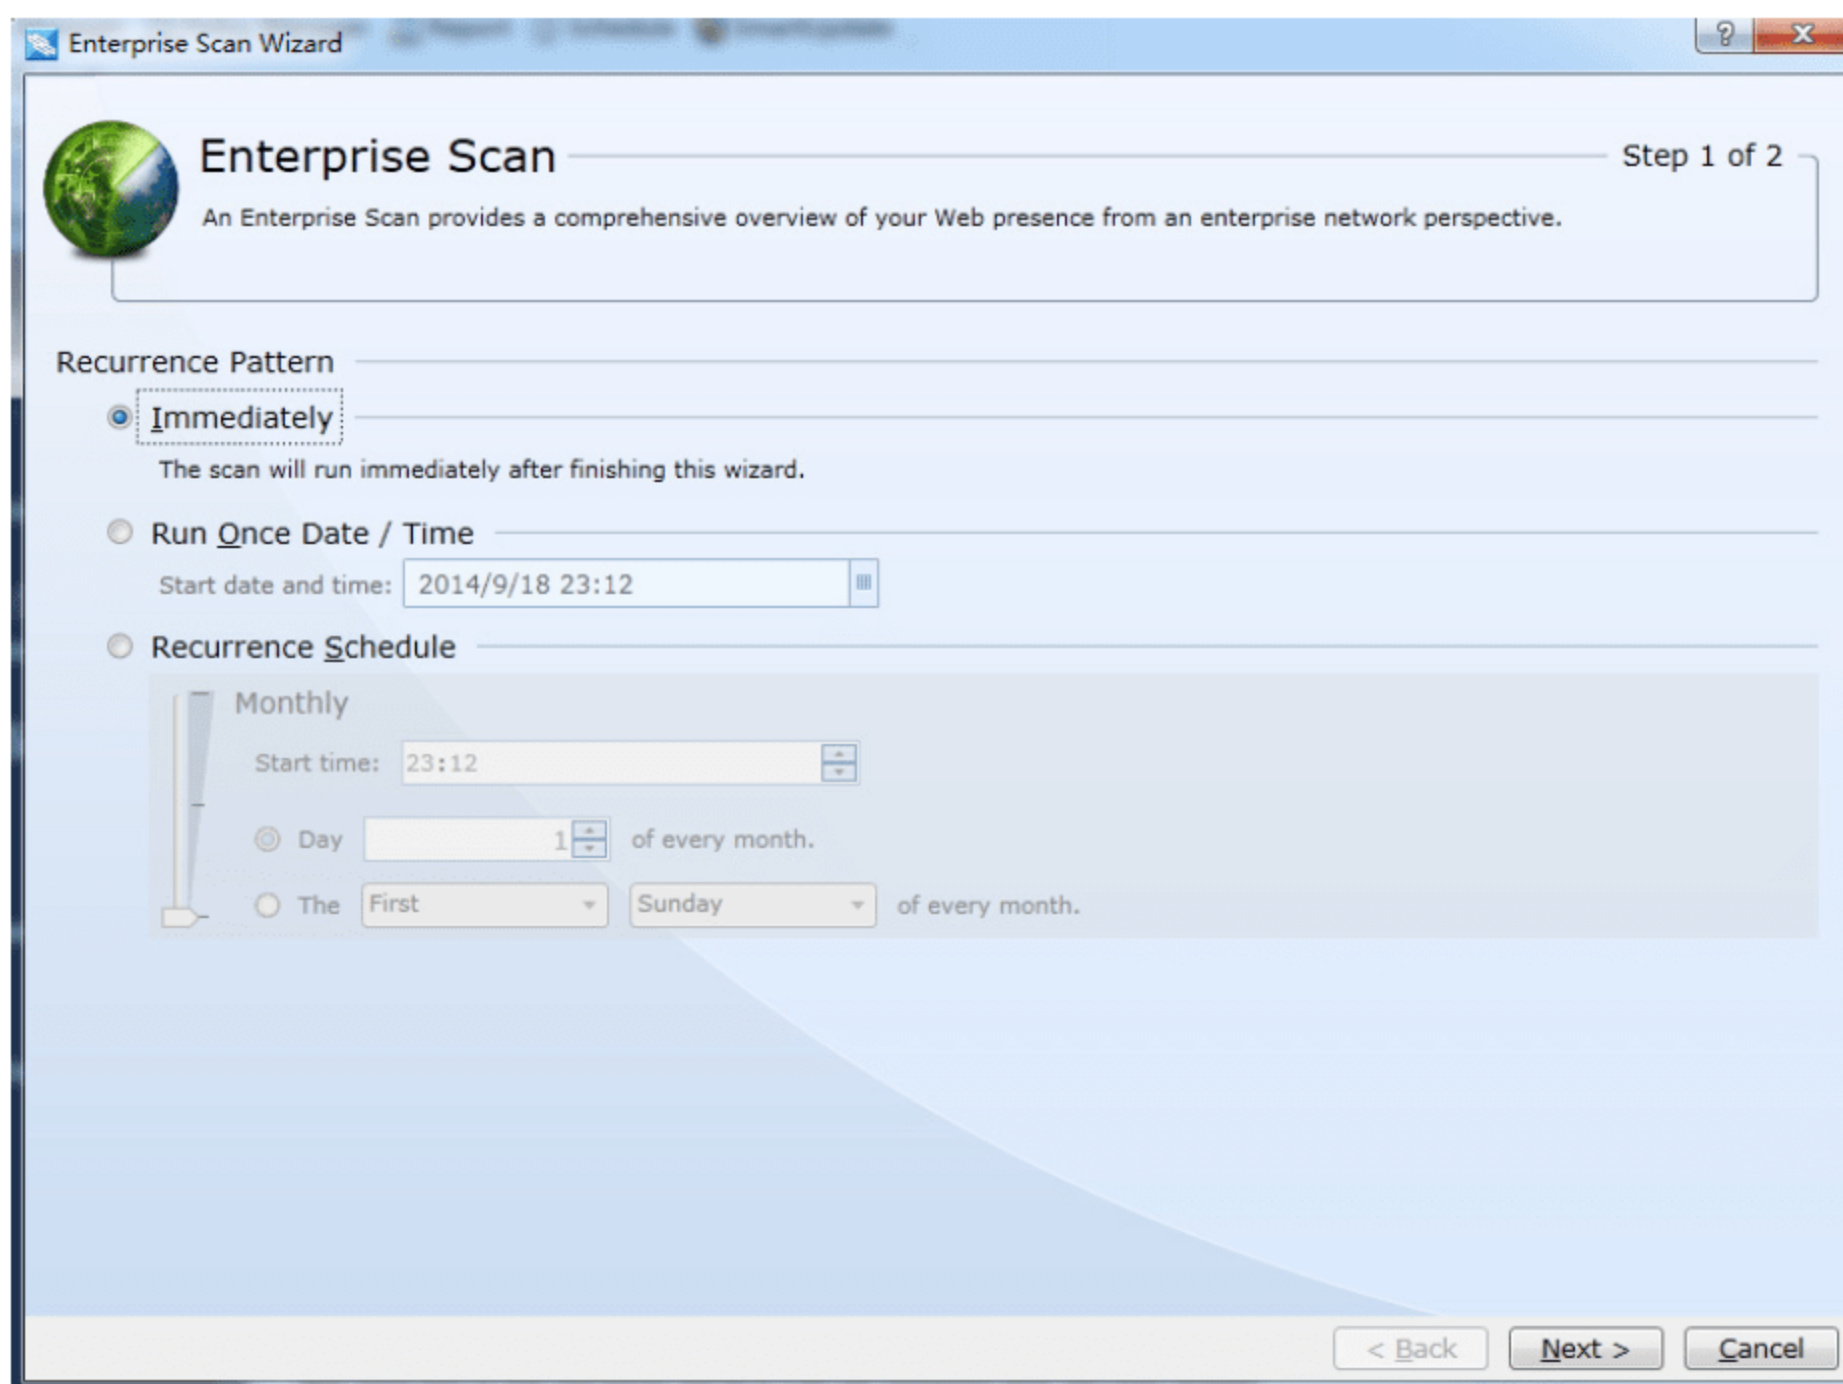 Enterprise Scan Wizard
Enterprise Scan
Step 1 of 2
An Enterprise Scan provides a comprehensive overview of your Web presence from an enterprise network perspective.
Recurrence Pattern
Immediately
The scan will run immediately after finishing this wizard.
Run Once Date / Time
Start date and time: 2014/9/18 23:12
Recurrence Schedule
Monthly
Start time: 23:12
Day 1 of every month.
The First Sunday of every month.
< Back Next > Cancel